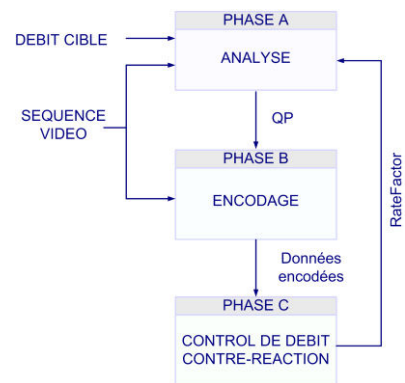 PHASE A
DEBIT CIBLE
ANALYSE
SEQUENCE
VIDEO
QP
PHASE B
ENCODAGE
RateFactor
Données
encodées
PHASE C
CONTROL DE DEBIT
CONTRE-REACTION